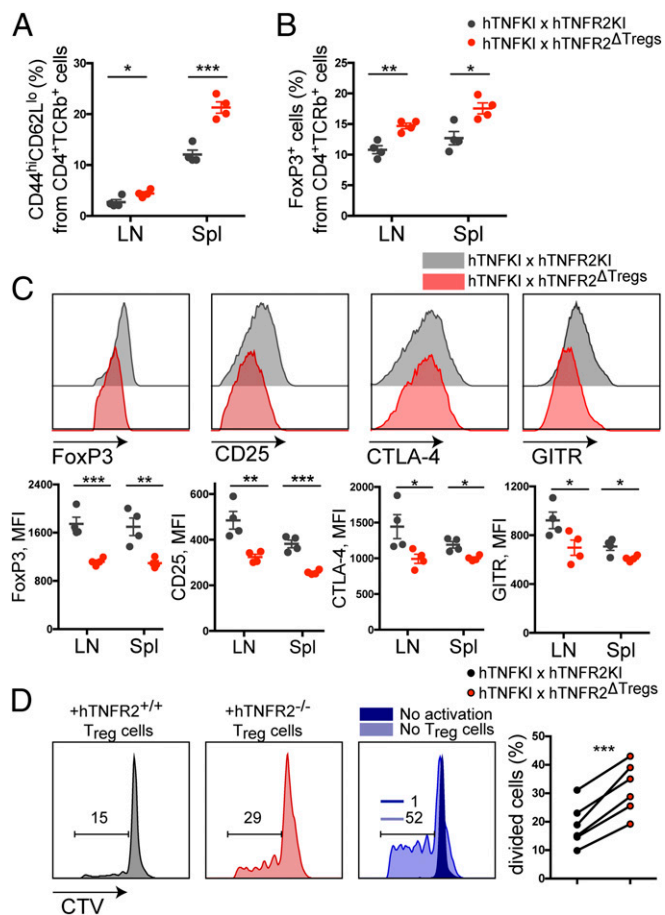 A
CD44hiCD62Llo (%)
from CD4+TCRb+ cells
30
20
10
0
*
***
LN
Spl
B
hTNFKI x hTNFR2KI
hTNFKI x hTNFR2ΔTregs
FoxP3+ cells (%)
from CD4+TCRb+ cells
25
20
15
10
5
0
**
*
LN
Spl
hTNFKI x hTNFR2KI
hTNFKI x hTNFR2ΔTregs
C
FoxP3
CD25
CTLA-4
GITR
FoxP3, MFI
2400
1800
1200
600
0
***
**
LN
Spl
CD25, MFI
600
400
200
0
**
***
LN
Spl
CTLA-4, MFI
2000
1500
1000
500
0
*
*
LN
Spl
GITR, MFI
1200
800
400
0
*
*
LN
Spl
hTNFKI x hTNFR2KI
hTNFKI x hTNFR2ΔTregs
D
+hTNFR2+/+
Treg cells
15
CTV
+hTNFR2-/-
Treg cells
29
No activation
No Treg cells
1
52
divided cells (%)
50
40
30
20
10
0
***